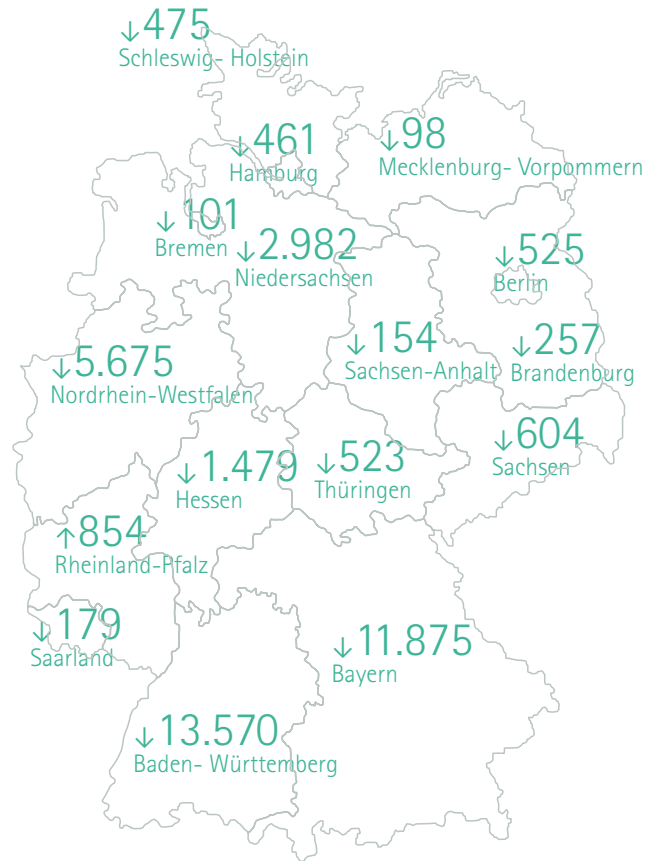 ↓475
Schleswig- Holstein
↓461
Hamburg
↓98
Mecklenburg- Vorpommern
↓101
Bremen
↓2.982
Niedersachsen
↓525
Berlin
↓5.675
Nordrhein-Westfalen
↓154
Sachsen-Anhalt
↓257
Brandenburg
↓1.479
Hessen
↓523
Thüringen
↓604
Sachsen
↑854
Rheinland-Pfalz
↓179
Saarland
↓11.875
Bayern
↓13.570
Baden- Württemberg